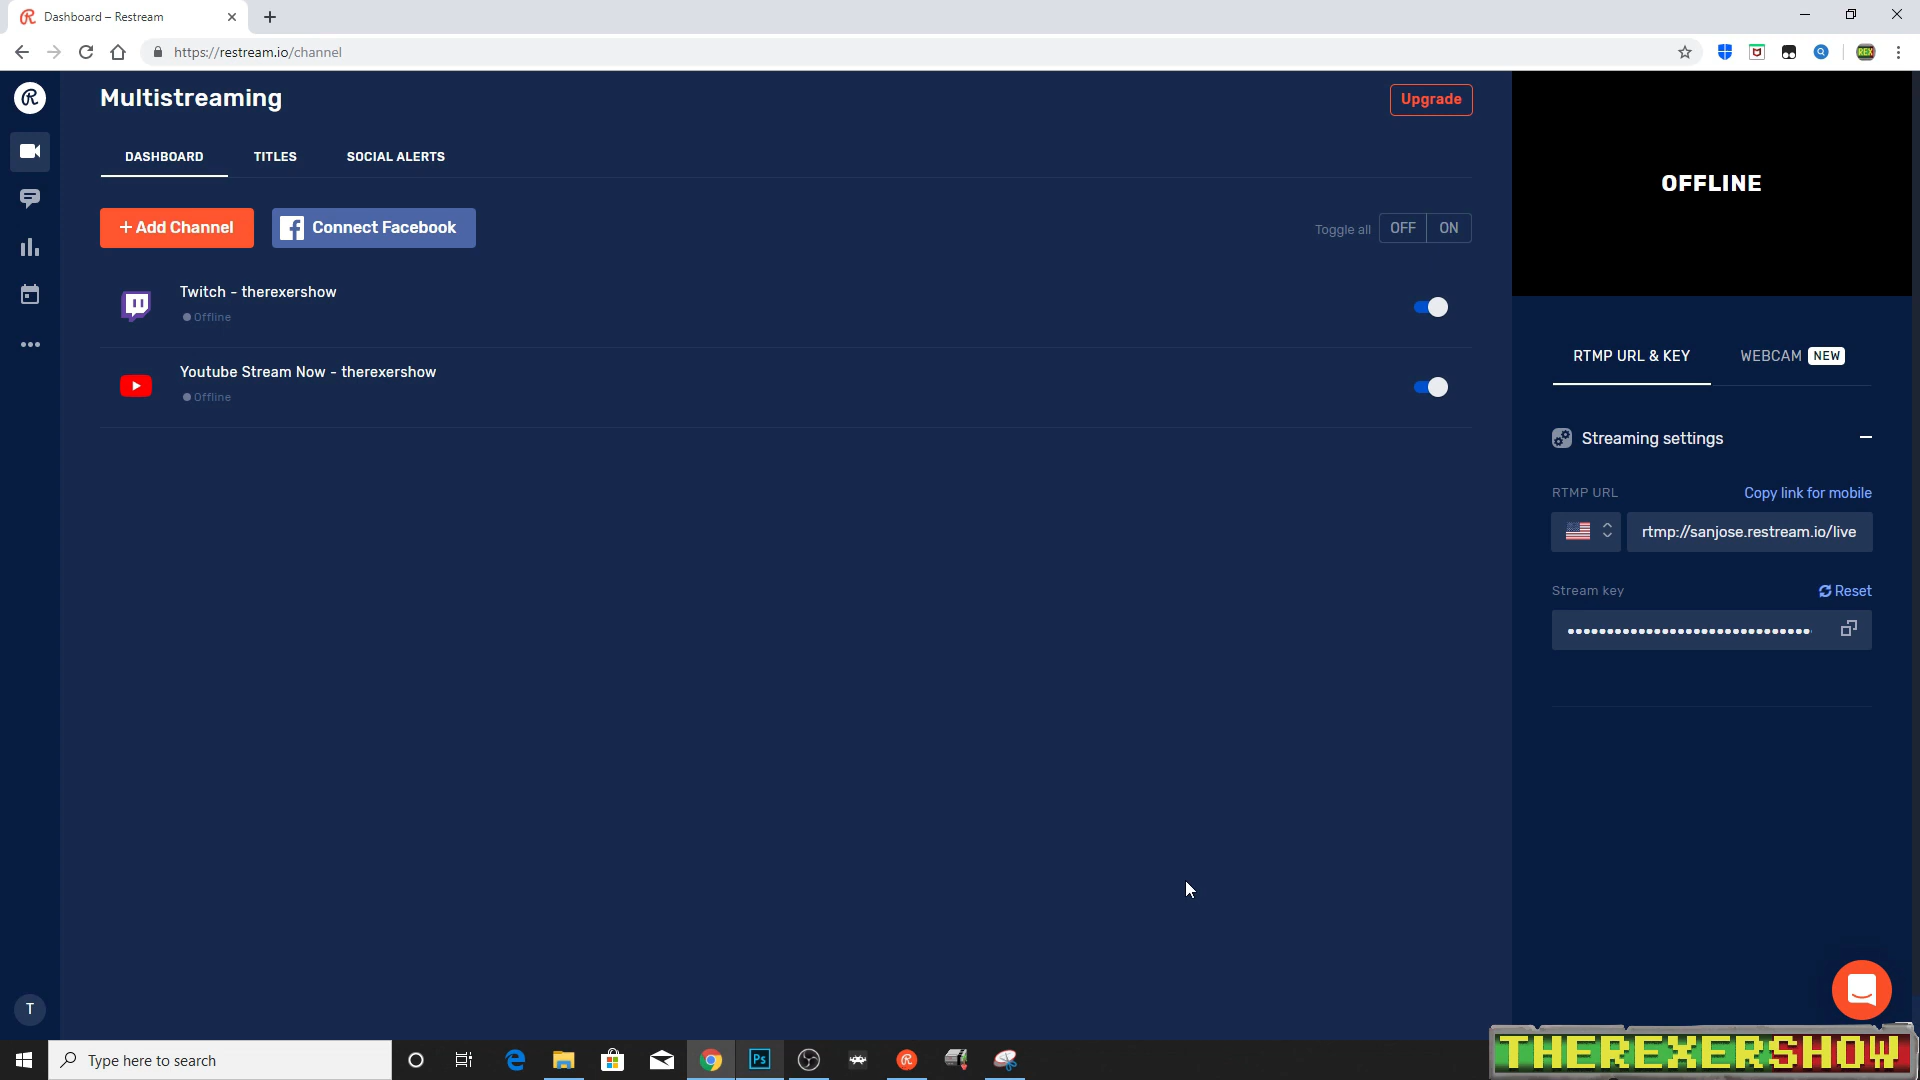 Dashboard – Restream
https://restream.io/channel
REX
Multistreaming
Upgrade
DASHBOARD
TITLES
SOCIAL ALERTS
+ Add Channel
Connect Facebook
Toggle all
OFF
ON
Twitch - therexershow
Offline
Youtube Stream Now - therexershow
Offline
OFFLINE
RTMP URL & KEY
WEBCAM NEW
Streaming settings
RTMP URL
Copy link for mobile
rtmp://sanjose.restream.io/live
Stream key
Reset
T
Type here to search
Ps
THEREXERSHOW